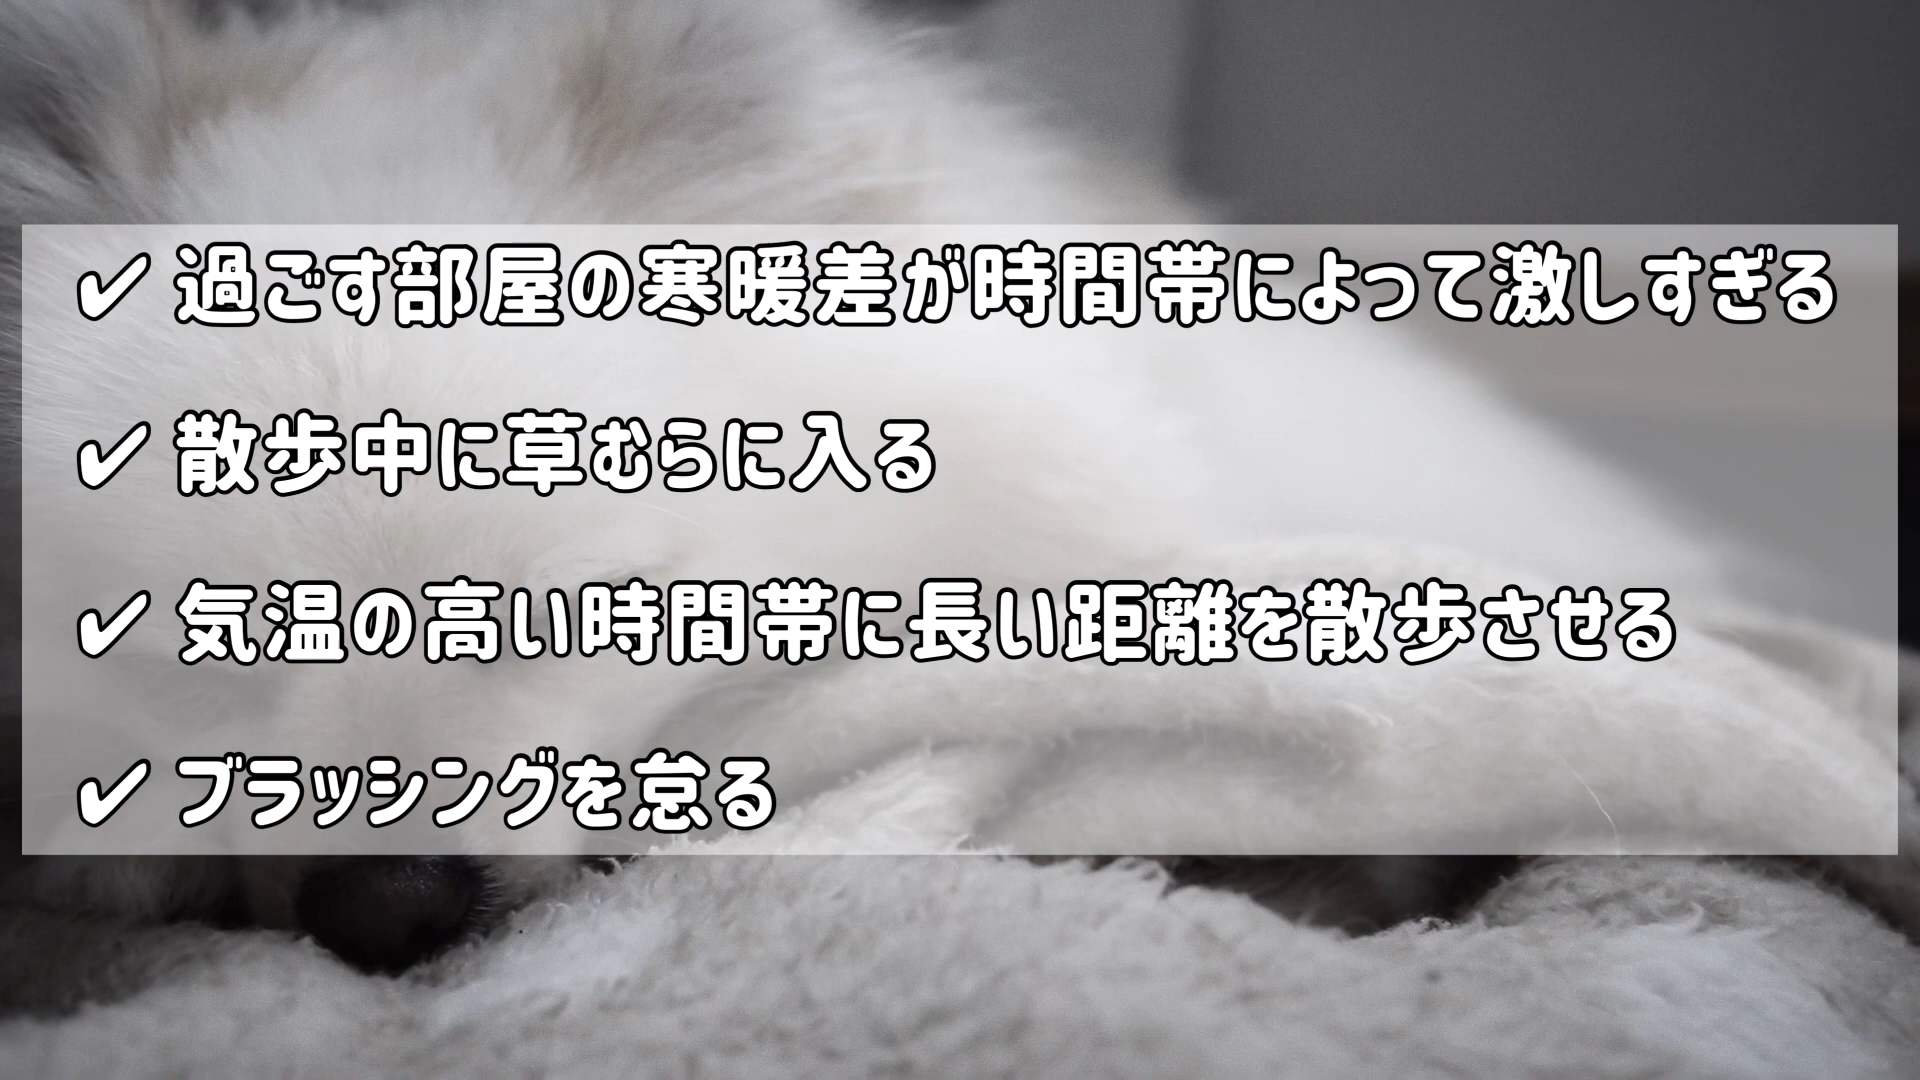 ✔ 過ごす部屋の寒暖差が時間帯によって激しすぎる
✔ 散歩中に草むらに入る
✔ 気温の高い時間帯に長い距離を散歩させる
✔ ブラッシングを怠る